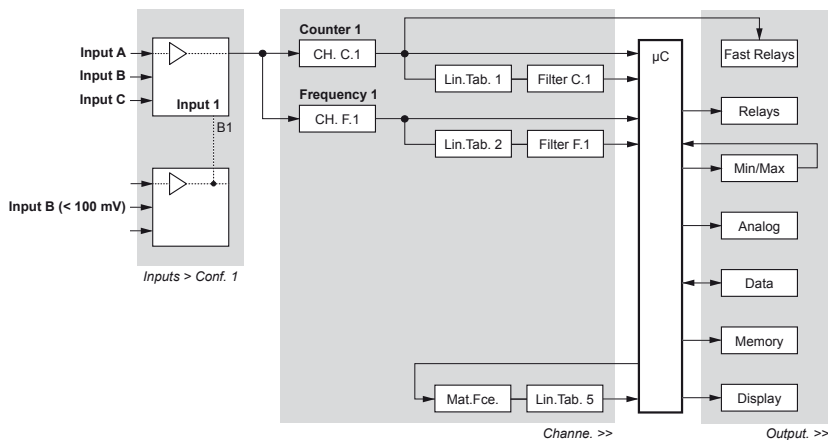 Counter 1
Input A
CH. C.1
µC
Fast Relays
Input B
Lin.Tab. 1
Filter C.1
Input C
Input 1
Frequency 1
CH. F.1
Relays
B1
Lin.Tab. 2
Filter F.1
Min/Max
Input B (< 100 mV)
Analog
Inputs > Conf. 1
Data
Memory
Mat.Fce.
Lin.Tab. 5
Display
Channe. >>
Output. >>